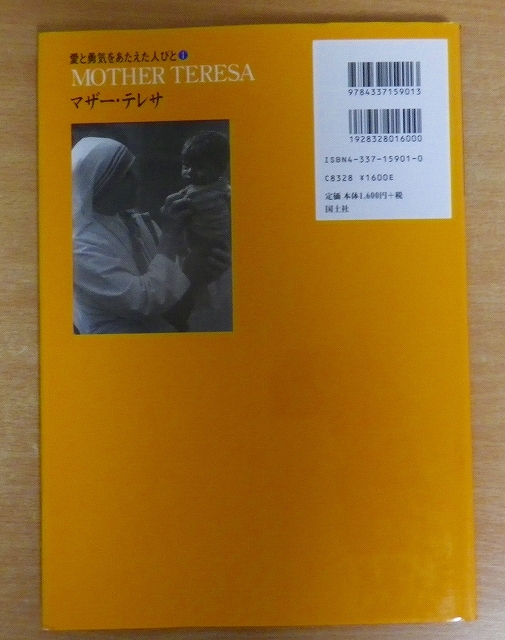 愛と勇気をあたえた人びと1
MOTHER TERESA
マザー・テレサ
9784337159013
1928328016000
ISBN4-337-15901-0
C8328 ¥1600E
定価 本体1,600円+税
国土社